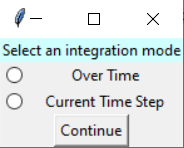 Select an integration mode
Over Time
Current Time Step
Continue